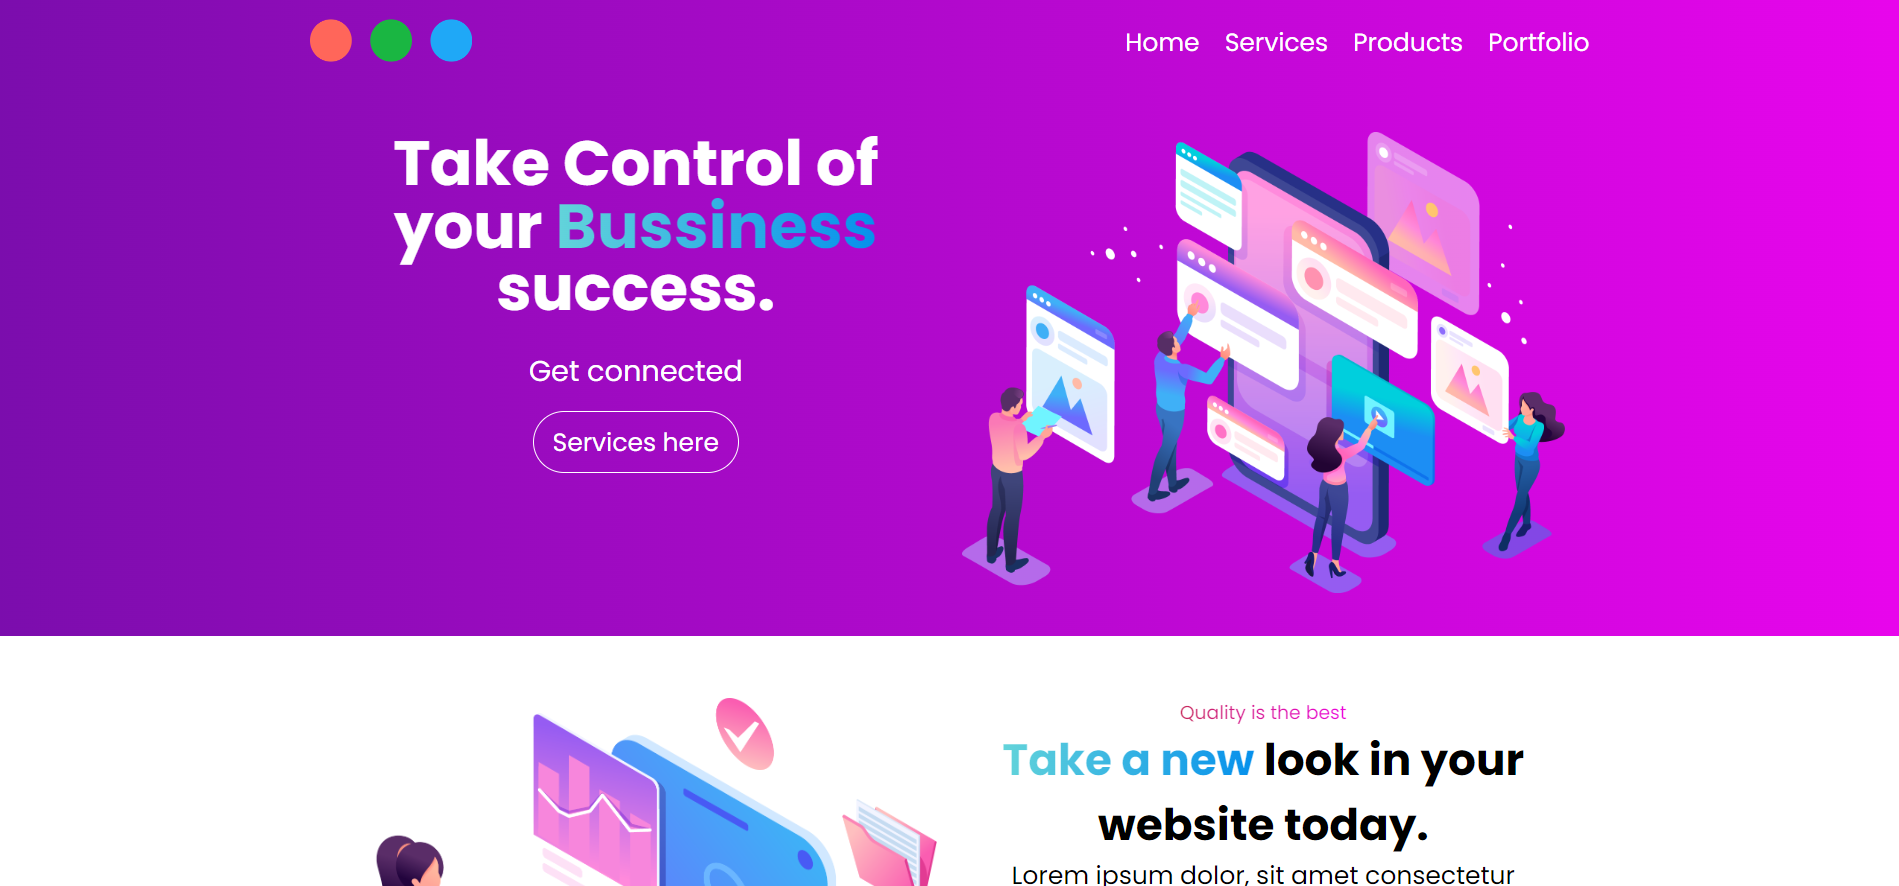 Home Services Products Portfolio
Take Control of
your Bussiness
success.
Get connected
Services here
Quality is the best
Take a new look in your
website today.
Lorem ipsum dolor, sit amet consectetur